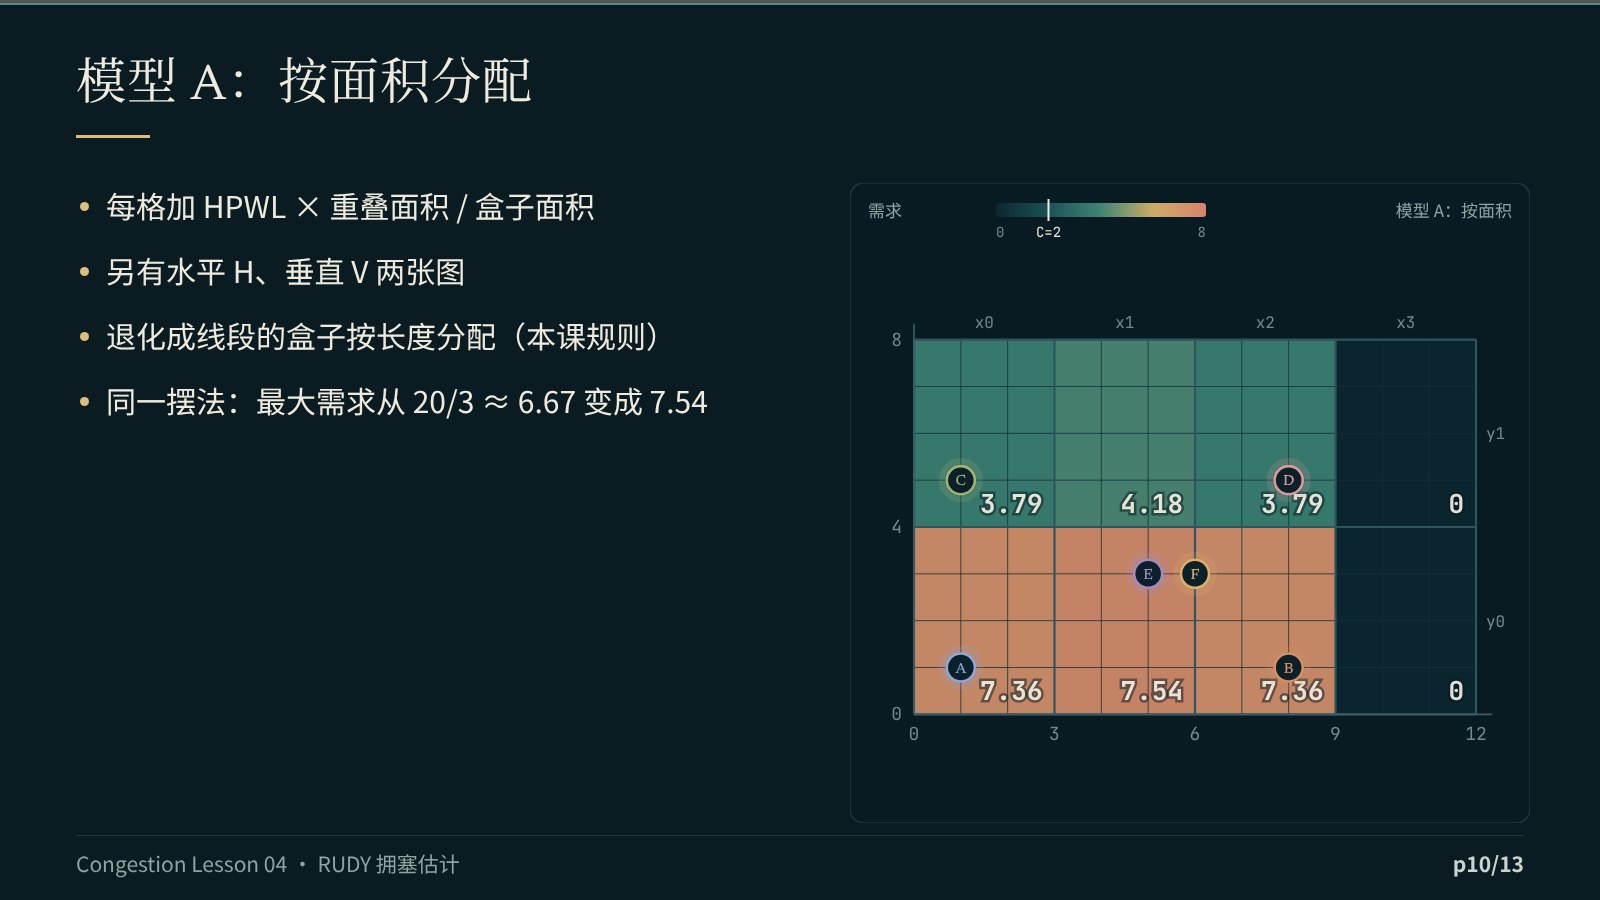 模型 A：按面积分配
每格加 HPWL × 重叠面积 / 盒子面积
另有水平 H、垂直 V 两张图
退化成线段的盒子按长度分配（本课规则）
同一摆法：最大需求从 20/3 ≈ 6.67 变成 7.54
需求
模型 A：按面积
0 C=2 8
x0 x1 x2 x3
8
y1
C D
3.79 4.18 3.79 0
4
E F
y0
A B
7.36 7.54 7.36 0
0
0 3 6 9 12
Congestion Lesson 04 · RUDY 拥塞估计
p10/13